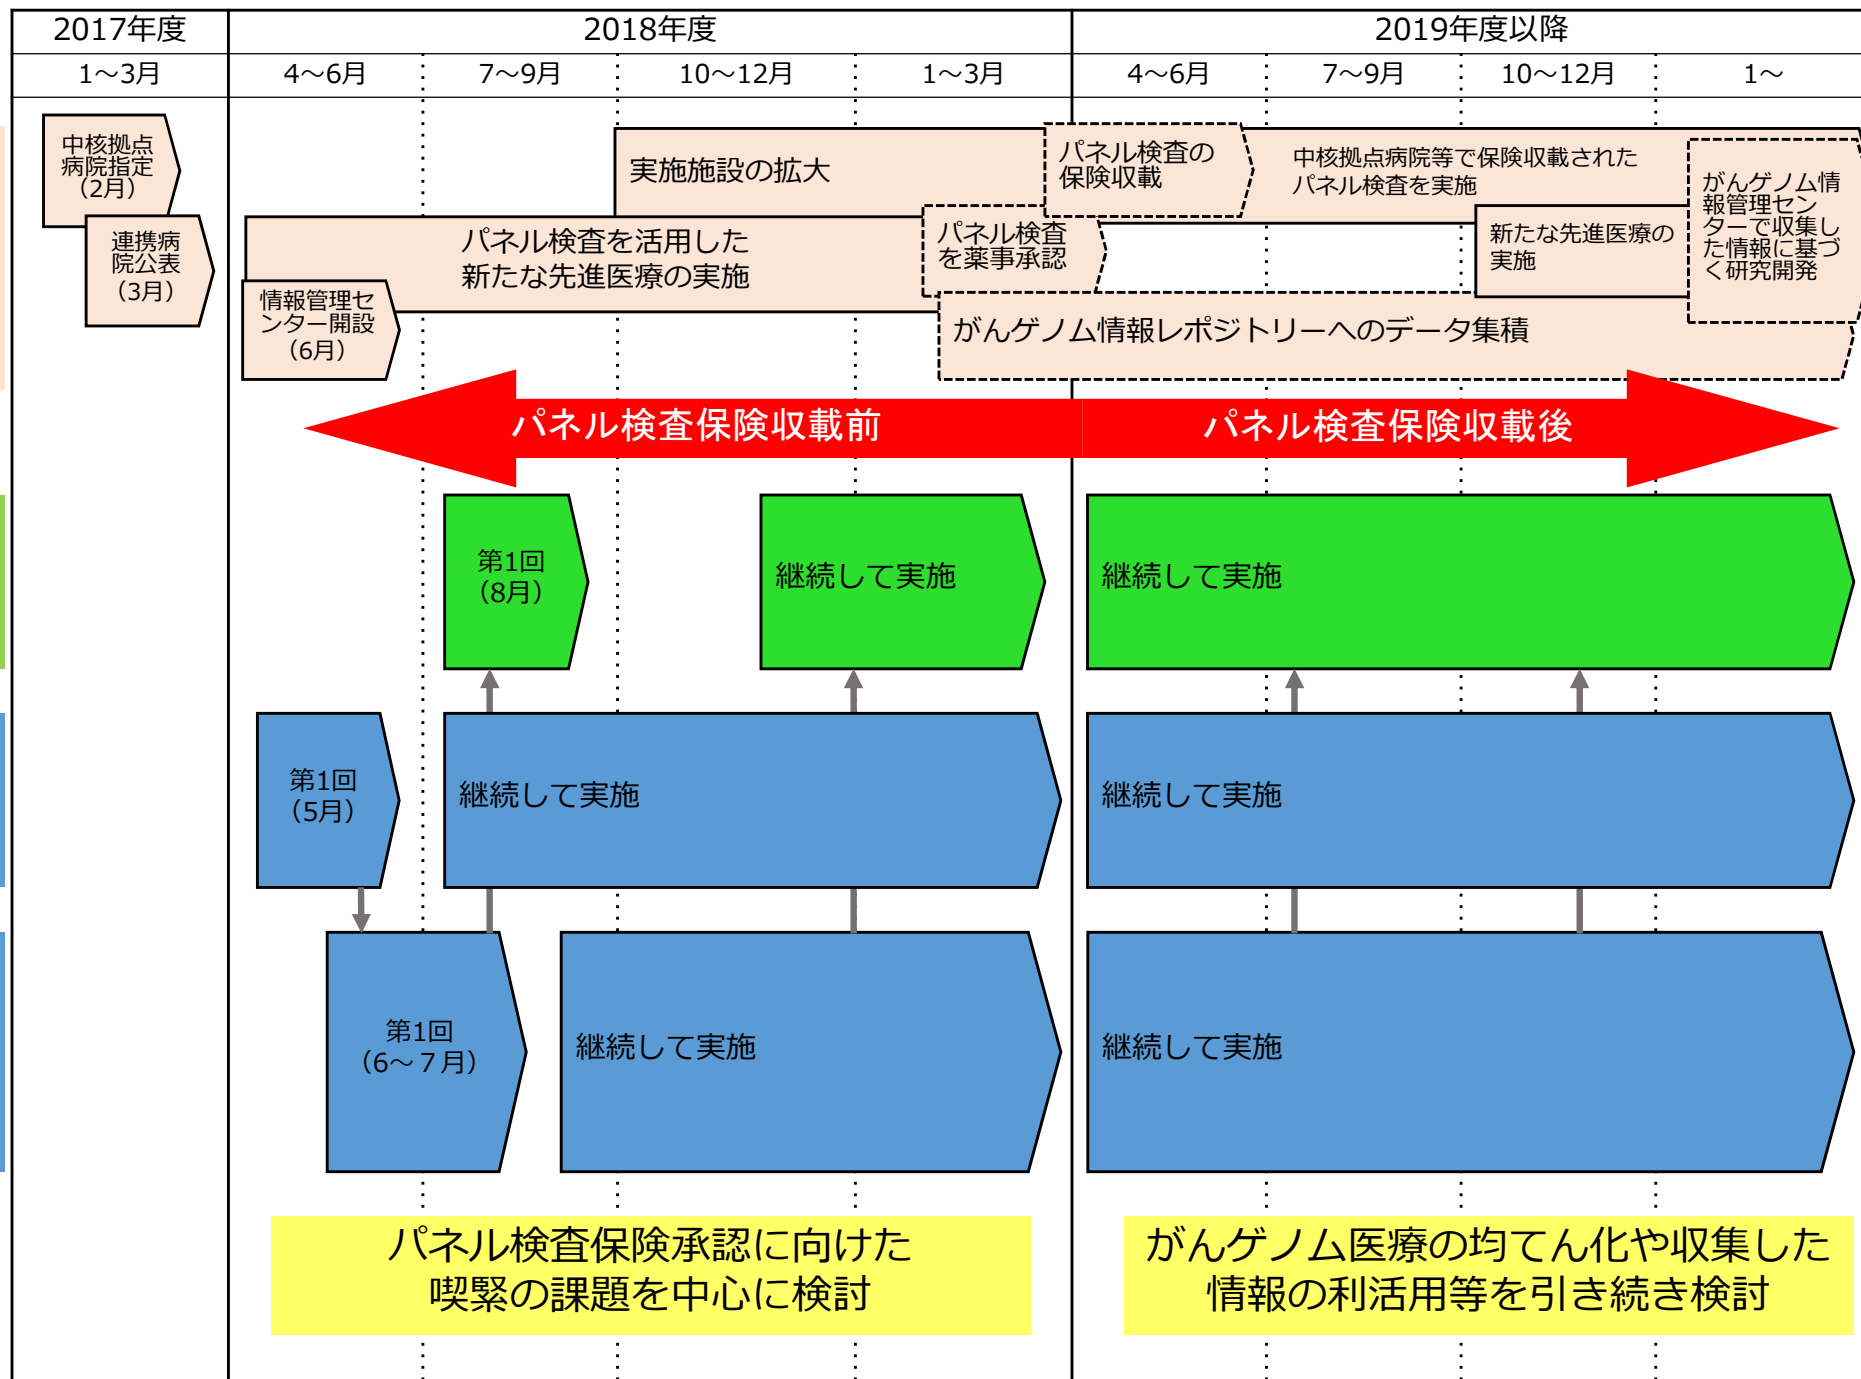 2017年度
2018年度
2019年度以降
1～3月
4～6月
7～9月
10～12月
1～3月
4～6月
7～9月
10～12月
1～
中核拠点
病院指定
（2月）
連携病
院公表
（3月）
実施施設の拡大
パネル検査の
保険収載
中核拠点病院等で保険収載された
パネル検査を実施
がんゲノム情
報管理セン
ターで収集し
た情報に基づ
く研究開発
パネル検査を活用した
新たな先進医療の実施
パネル検査
を薬事承認
新たな先進医療の
実施
情報管理セ
ンター開設
（6月）
がんゲノム情報レポジトリーへのデータ集積
パネル検査保険収載前
パネル検査保険収載後
第1回
（8月）
継続して実施
継続して実施
第1回
（5月）
継続して実施
継続して実施
第1回
（6～７月）
継続して実施
継続して実施
パネル検査保険承認に向けた
喫緊の課題を中心に検討
がんゲノム医療の均てん化や収集した
情報の利活用等を引き続き検討